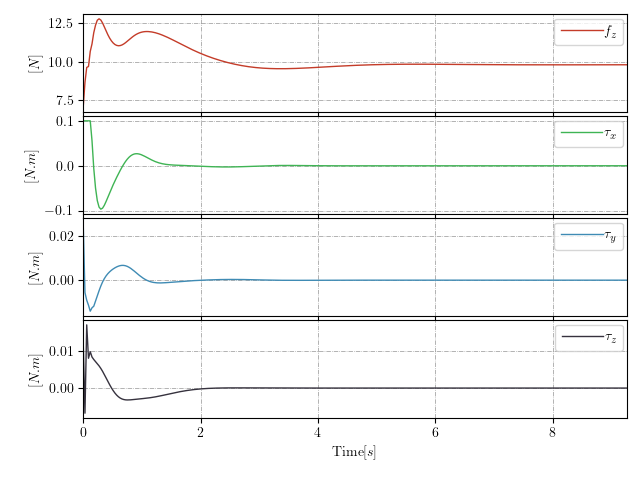 12.5
10.0
7.5
[N]
f_z
0.1
0.0
−0.1
[N.m]
τ_x
0.02
0.00
[N.m]
τ_y
0.01
0.00
[N.m]
τ_z
0 2 4 6 8
Time[s]